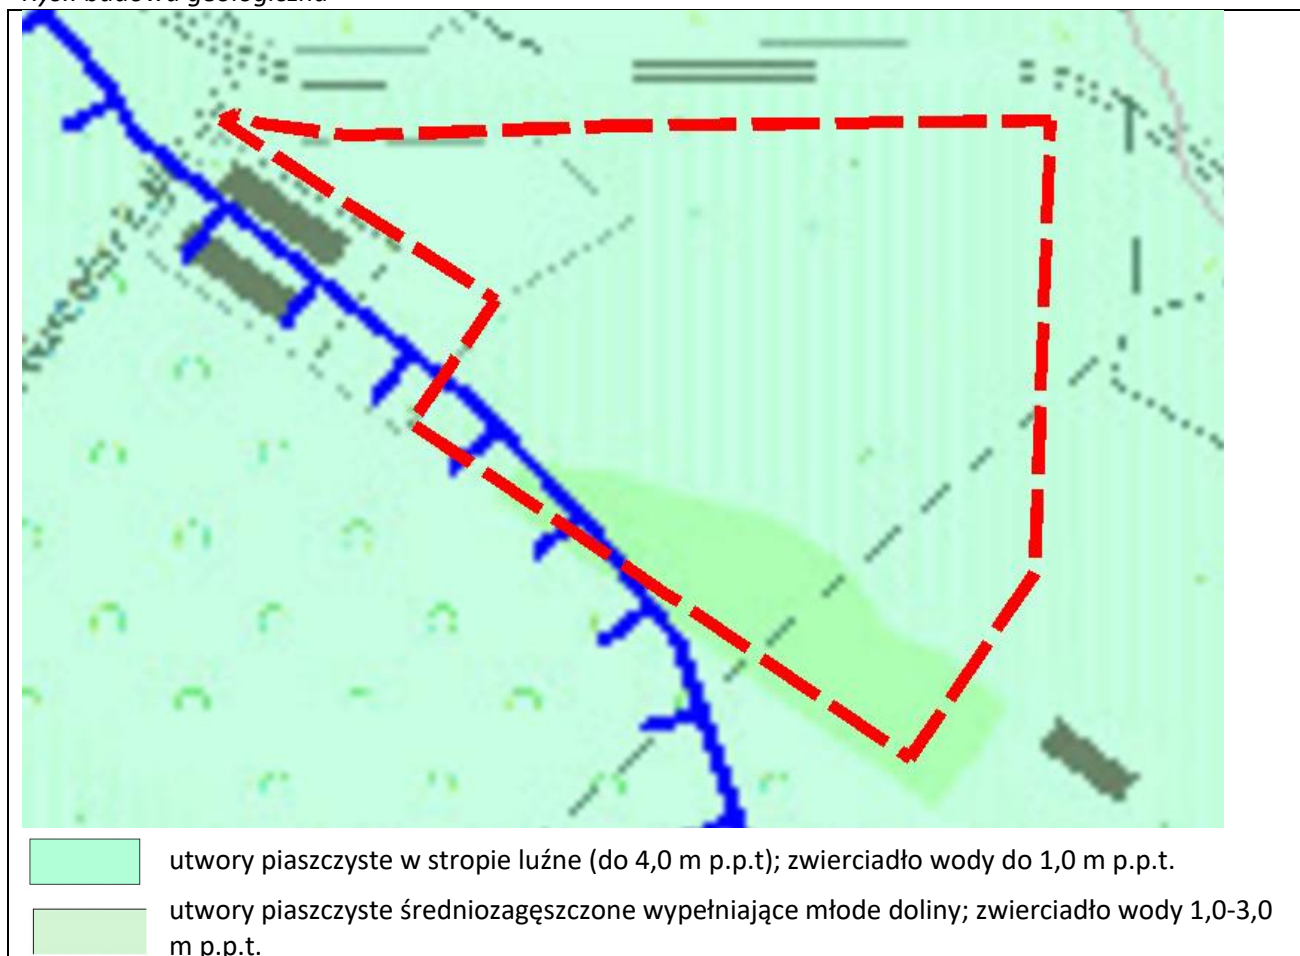 utwory piaszczyste w stropie luźne (do 4,0 m p.p.t); zwierciadło wody do 1,0 m p.p.t.
utwory piaszczyste średniozagęszczone wypełniające młode doliny; zwierciadło wody 1,0-3,0
m p.p.t.